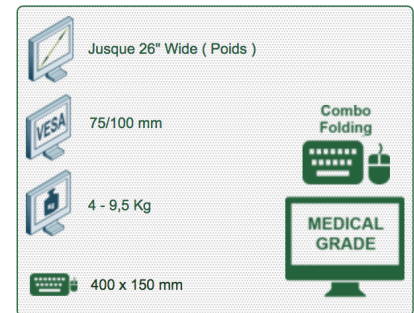 Jusque 26" Wide ( Poids )
VESA
75/100 mm
KG
4 - 9,5 Kg
400 x 150 mm
Combo
Folding
MEDICAL
GRADE